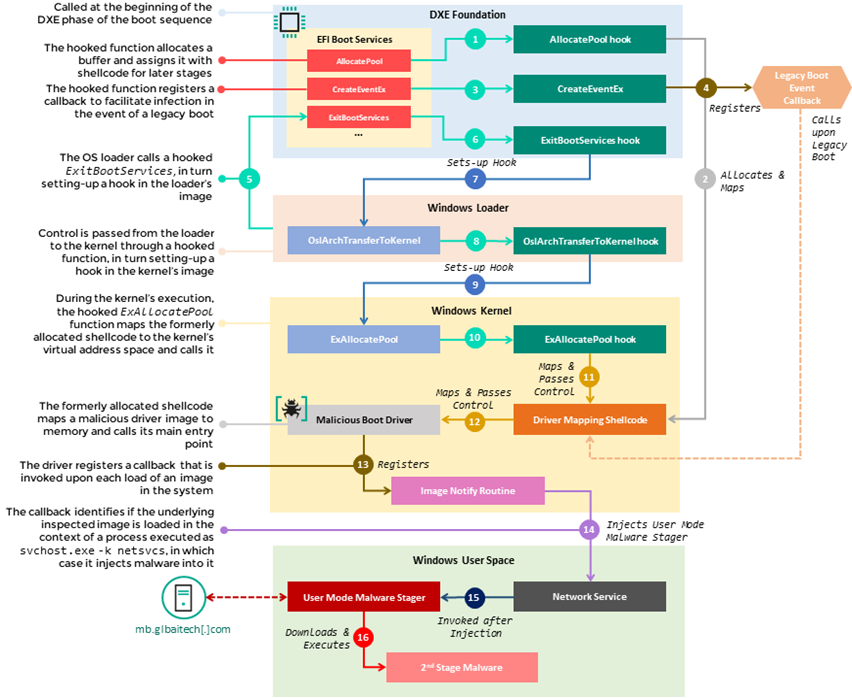 Called at the beginning of the
DXE phase of the boot sequence
The hooked function allocates a
buffer and assigns it with
shellcode for later stages
The hooked function registers a
callback to facilitate infection in
the event of a legacy boot
The OS loader calls a hooked
ExitBootServices, in turn
setting-up a hook in the loader's
image
Control is passed from the loader
to the kernel through a hooked
function, in turn setting-up a
hook in the kernel's image
During the kernel's execution,
the hooked ExAllocatePool
function maps the formerly
allocated shellcode to the kernel's
virtual address space and calls it
The formerly allocated shellcode
maps a malicious driver image to
memory and calls its main entry
point
The driver registers a callback that is
invoked upon each load of an image
in the system
The callback identifies if the underlying
inspected image is loaded in the
context of a process executed as
svchost.exe -k netsvcs, in which
case it injects malware into it
mb.glbaitech[.]com
DXE Foundation
EFI Boot Services
AllocatePool
1
AllocatePool hook
CreateEventEx
3
CreateEventEx
4
Registers
Legacy Boot
Event
Callback
ExitBootServices
...
6
ExitBootServices hook
Calls
upon
Legacy
Boot
5
Sets-up Hook
7
2
Allocates &
Maps
Windows Loader
OslArchTransferToKernel
8
OslArchTransferToKernel hook
Sets-up Hook
9
Windows Kernel
ExAllocatePool
10
ExAllocatePool hook
Maps &
Passes
Control
11
Maps & Passes
Control
12
Malicious Boot Driver
Driver Mapping Shellcode
13
Registers
Image Notify Routine
14
Injects User Mode
Malware Stager
Windows User Space
User Mode Malware Stager
15
Network Service
Invoked after
Injection
Downloads &
Executes
16
2nd Stage Malware